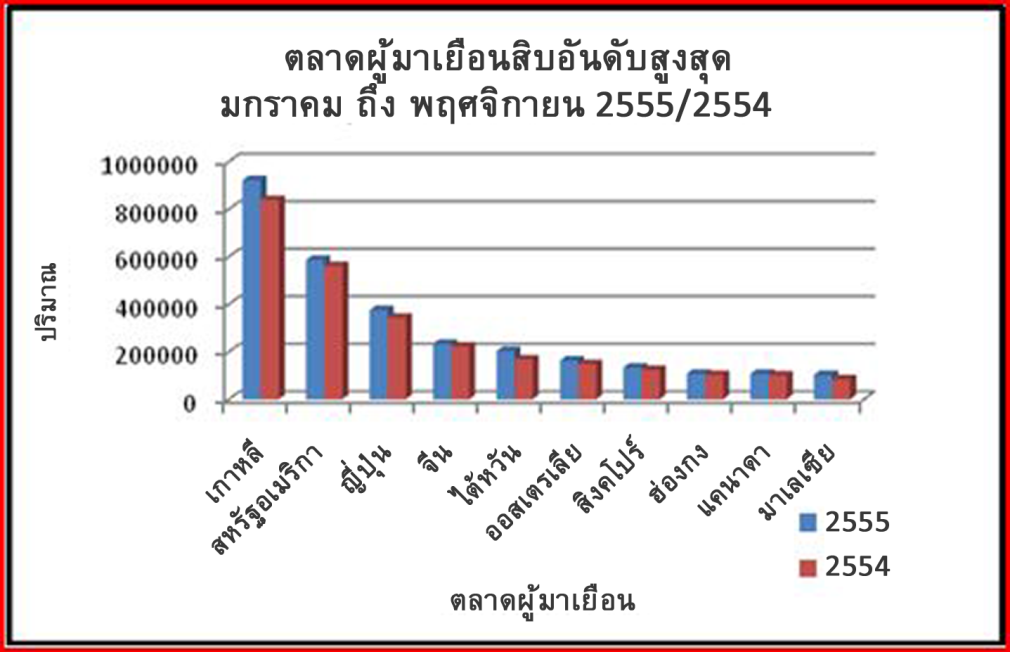 ตลาดผู้มาเยือนสิบอันดับสูงสุด
มกราคม ถึง พฤศจิกายน 2555/2554
ปริมาณ
1000000
800000
600000
400000
200000
0
เกาหลี
สหรัฐอเมริกา
ญี่ปุ่น
จีน
ไต้หวัน
ออสเตรเลีย
สิงคโปร์
ฮ่องกง
แคนาดา
มาเลเซีย
2555
2554
ตลาดผู้มาเยือน